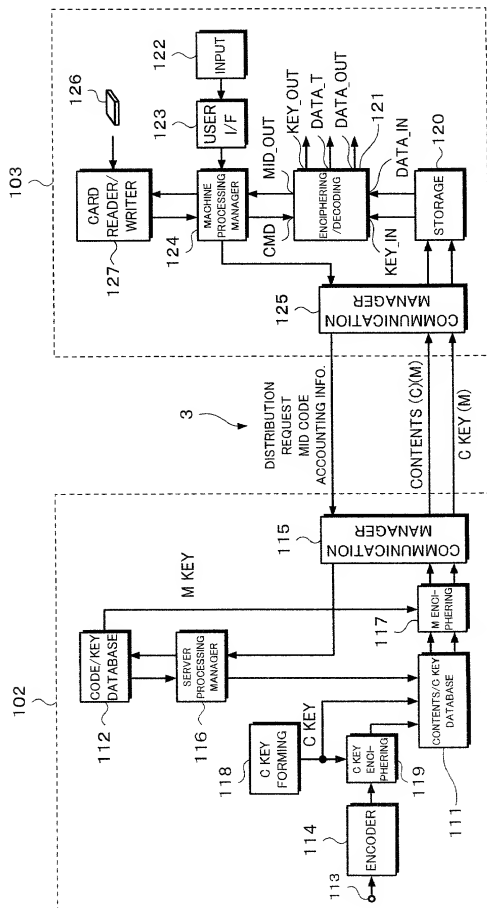 102
103
CODE/KEY
DATABASE
112
M KEY
SERVER
PROCESSING
MANAGER
116
118
C KEY
FORMING
C KEY
C KEY ENCI-
PHERING
119
113
114
ENCODER
CONTENTS/C KEY
DATABASE
111
M ENCI-
PHERING
117
115
COMMUNICATION
MANAGER
3
DISTRIBUTION
REQUEST
MID CODE
ACCOUNTING INFO.
CONTENTS (C)(M)
C KEY (M)
126
CARD
READER/
WRITER
127
122
INPUT
123
USER
I/F
124
MACHINE
PROCESSING
MANAGER
CMD
MID_OUT
KEY_OUT
DATA_T
DATA_OUT
ENCIPHERING
/DECODING
121
KEY_IN
DATA_IN
120
STORAGE
125
COMMUNICATION
MANAGER